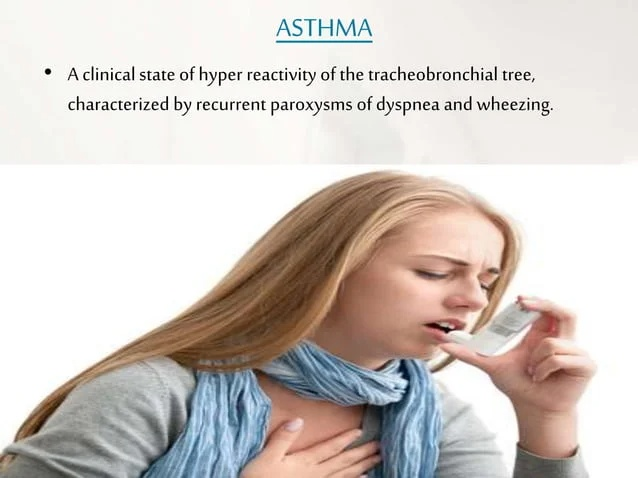 ASTHMA
• A clinical state of hyper reactivity of the tracheobronchial tree,
characterized by recurrent paroxysms of dyspnea and wheezing.